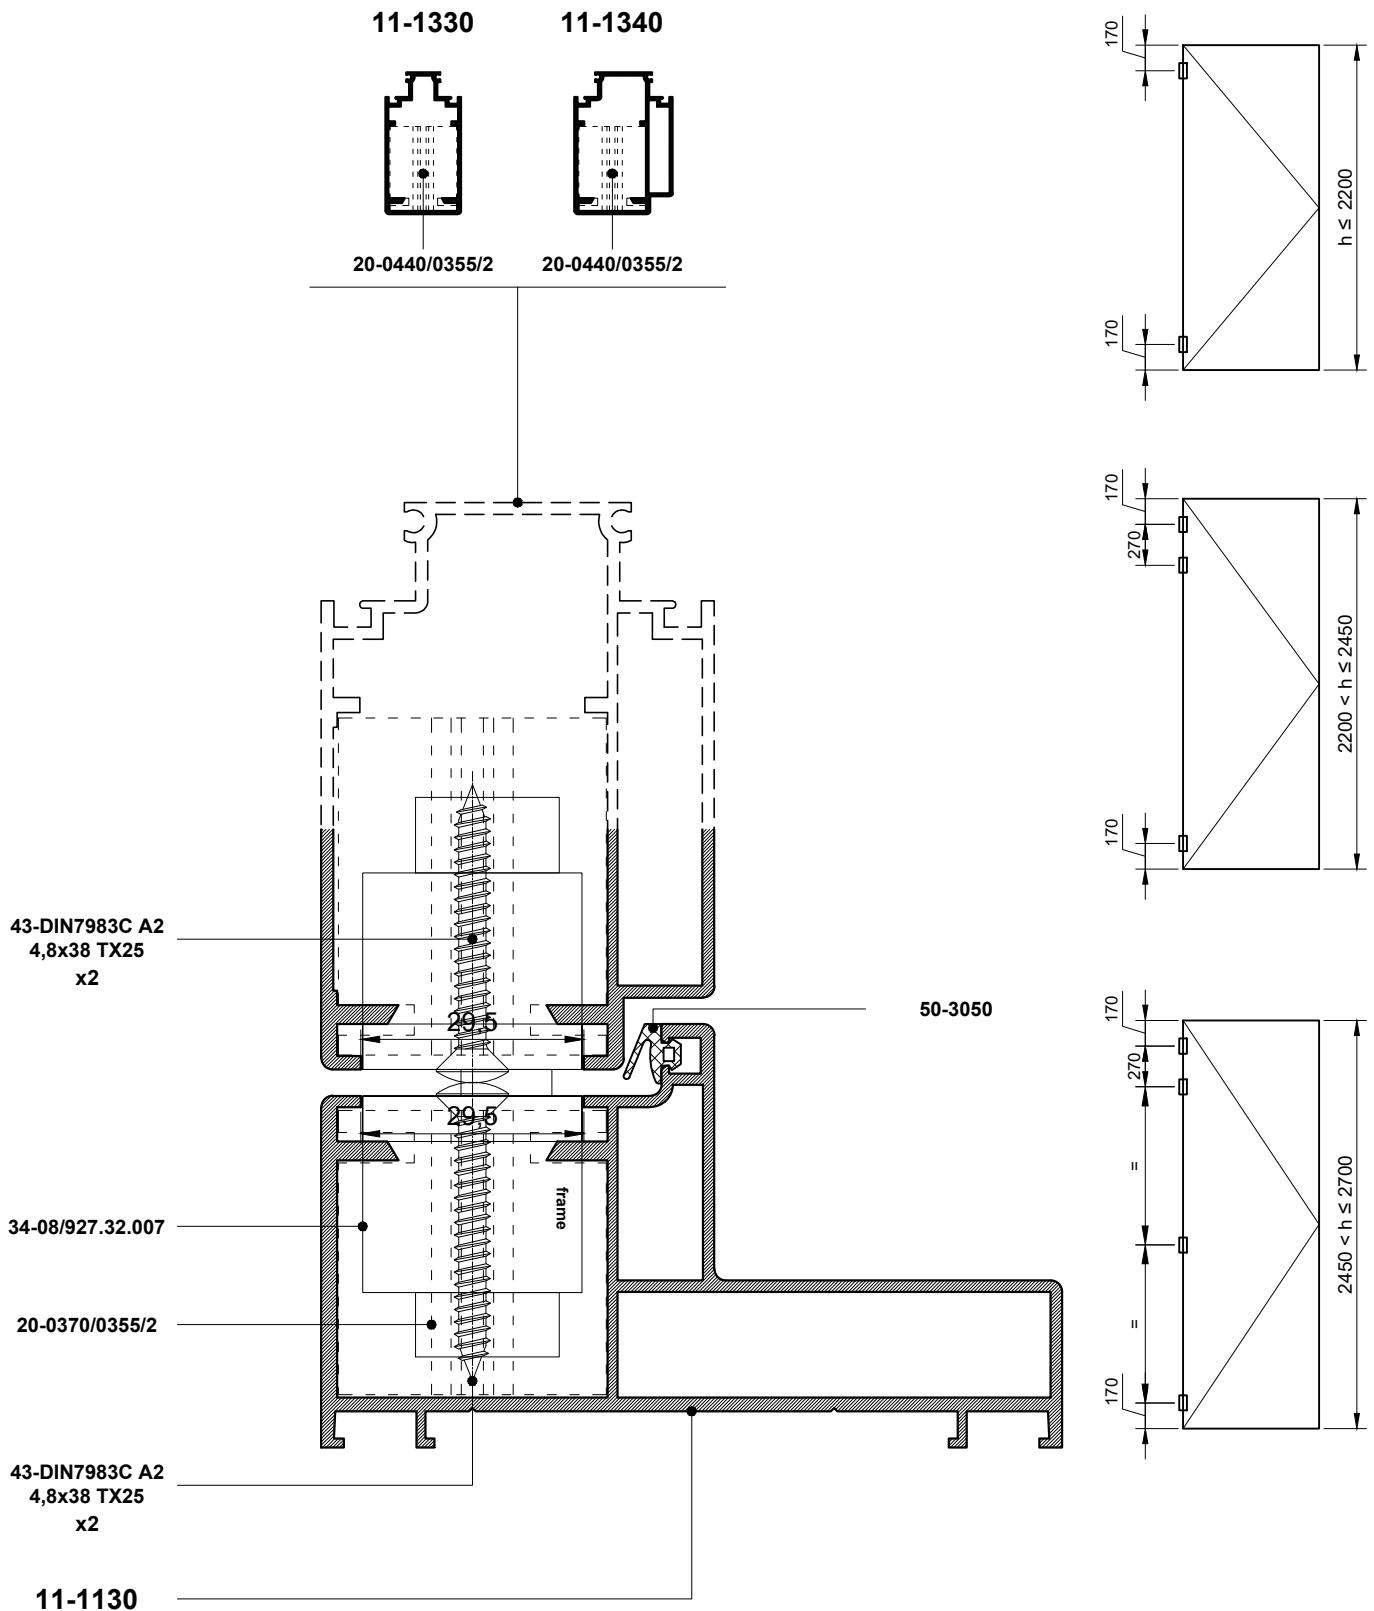 11-1330
11-1340
20-0440/0355/2
20-0440/0355/2
43-DIN7983C A2
4,8x38 TX25
x2
29,5
50-3050
29,5
frame
34-08/927.32.007
20-0370/0355/2
43-DIN7983C A2
4,8x38 TX25
x2
11-1130
170
170
h ≤ 2200
170
270
170
2200 < h ≤ 2450
170
270
=
=
170
2450 < h ≤ 2700